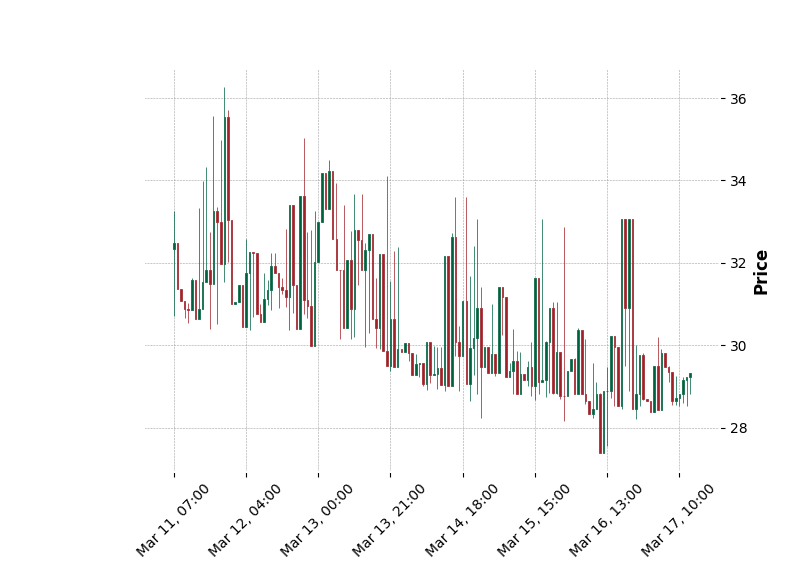 36
34
32
30
28
Price
Mar 11, 07:00
Mar 12, 04:00
Mar 13, 00:00
Mar 13, 21:00
Mar 14, 18:00
Mar 15, 15:00
Mar 16, 13:00
Mar 17, 10:00